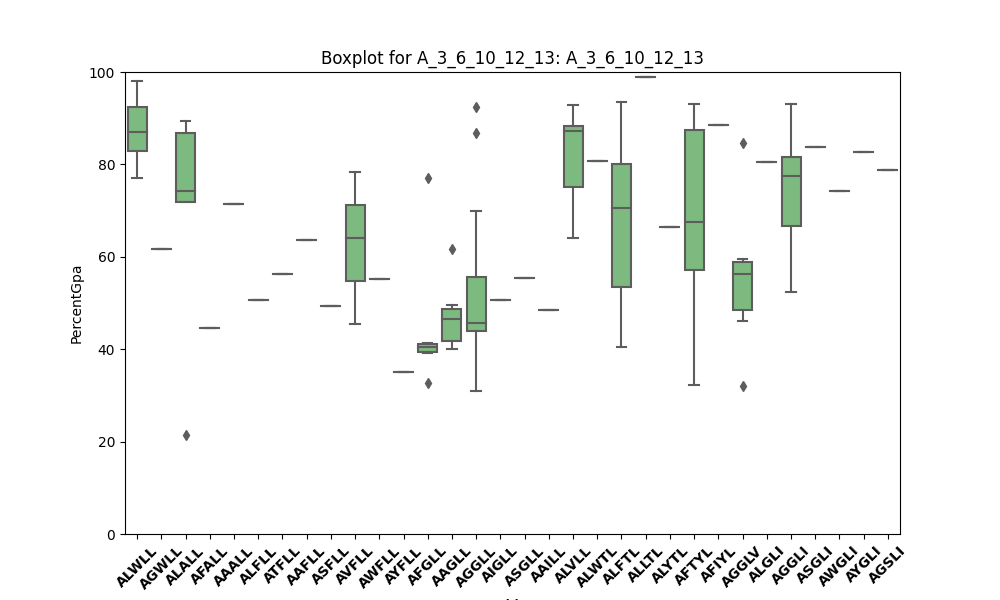 Boxplot for A_3_6_10_12_13: A_3_6_10_12_13
100
80
60
40
20
0
PercentGpa
ALWLL
AGWLL
ALALL
AFALL
AAALL
ALFLL
ATFLL
AAFLL
ASFLL
AVFLL
AWFLL
AYFLL
AFGLL
AAGLL
AGGLL
AIGLL
ASGLL
AAILL
ALVLL
ALWTL
ALFTL
ALLTL
ALYTL
AFTYL
AFIYL
AGGLV
ALGLI
AGGLI
ASGLI
AWGLI
AYGLI
AGSLI